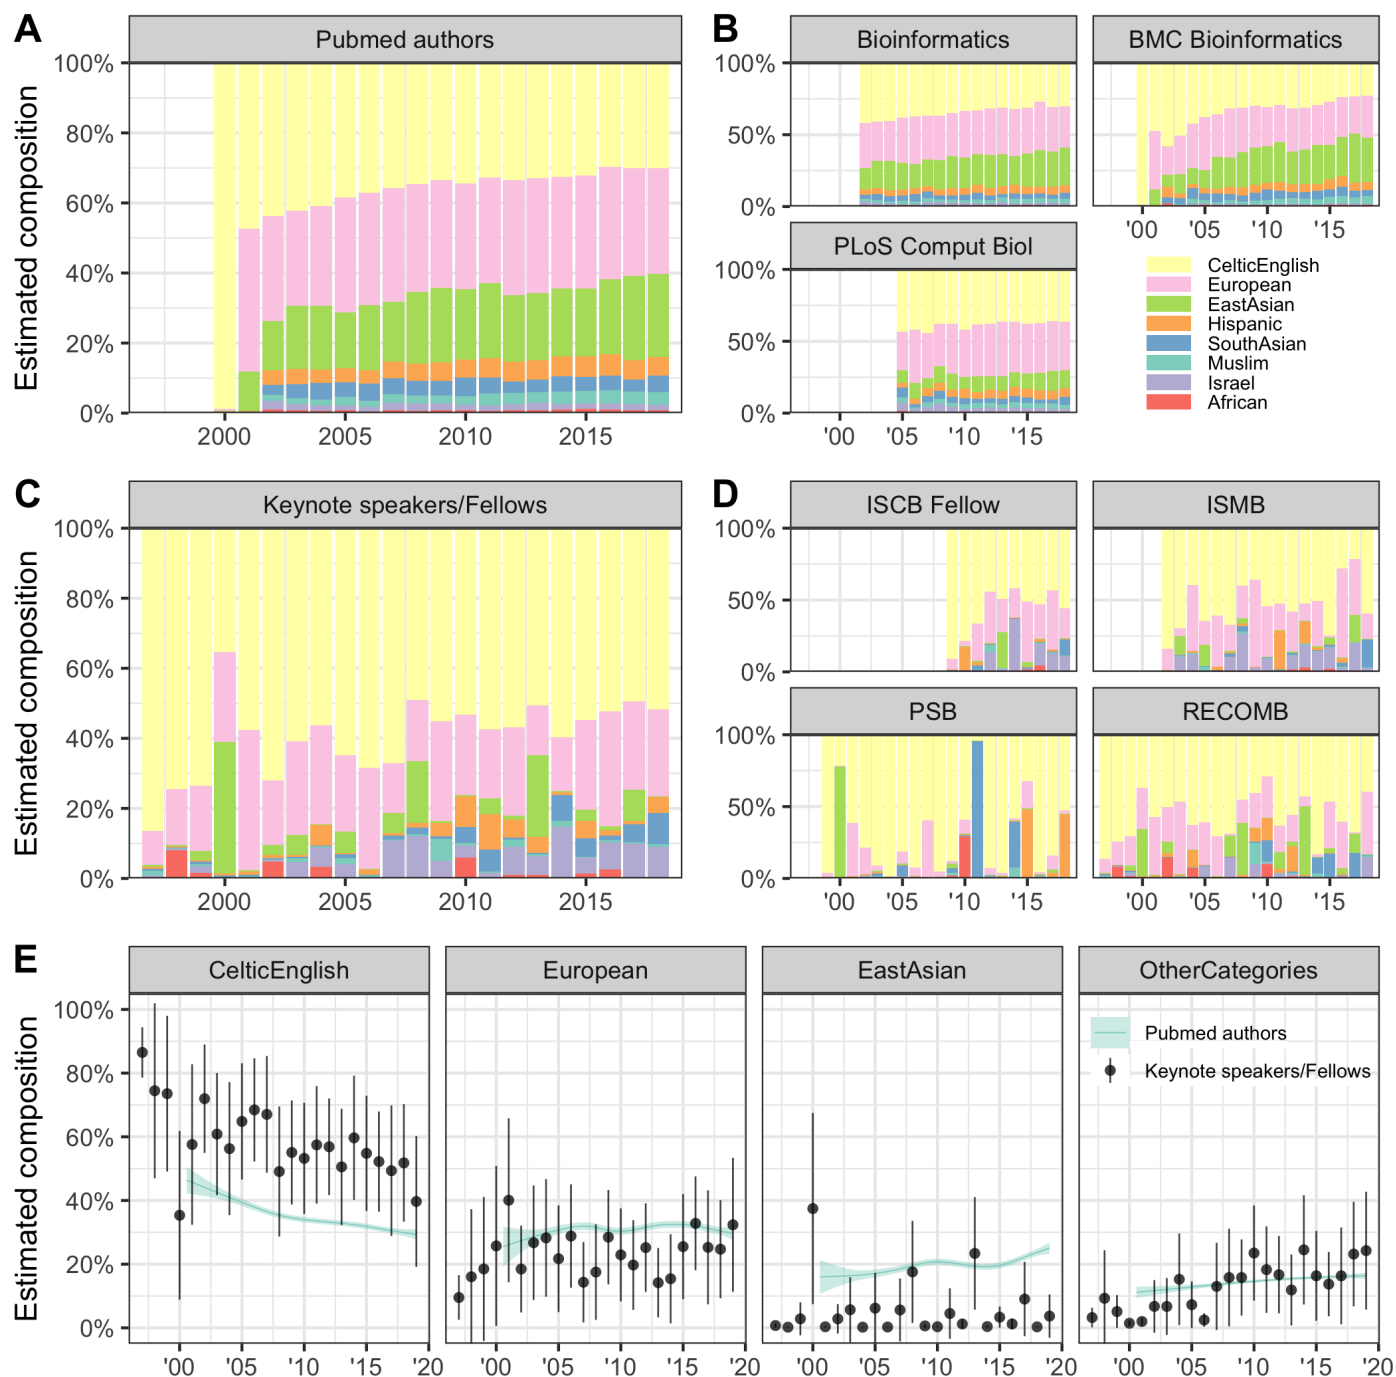 A
Pubmed authors
Estimated composition
100%
80%
60%
40%
20%
0%
2000 2005 2010 2015
B
Bioinformatics
100%
50%
0%
BMC Bioinformatics
'00 '05 '10 '15
PLoS Comput Biol
100%
50%
0%
'00 '05 '10 '15
CelticEnglish
European
EastAsian
Hispanic
SouthAsian
Muslim
Israel
African
C
Keynote speakers/Fellows
Estimated composition
100%
80%
60%
40%
20%
0%
2000 2005 2010 2015
D
ISCB Fellow
100%
50%
0%
ISMB
PSB
100%
50%
0%
'00 '05 '10 '15
RECOMB
'00 '05 '10 '15
E
CelticEnglish European EastAsian OtherCategories
Estimated composition
100%
80%
60%
40%
20%
0%
Pubmed authors
Keynote speakers/Fellows
'00 '05 '10 '15 '20 '00 '05 '10 '15 '20 '00 '05 '10 '15 '20 '00 '05 '10 '15 '20